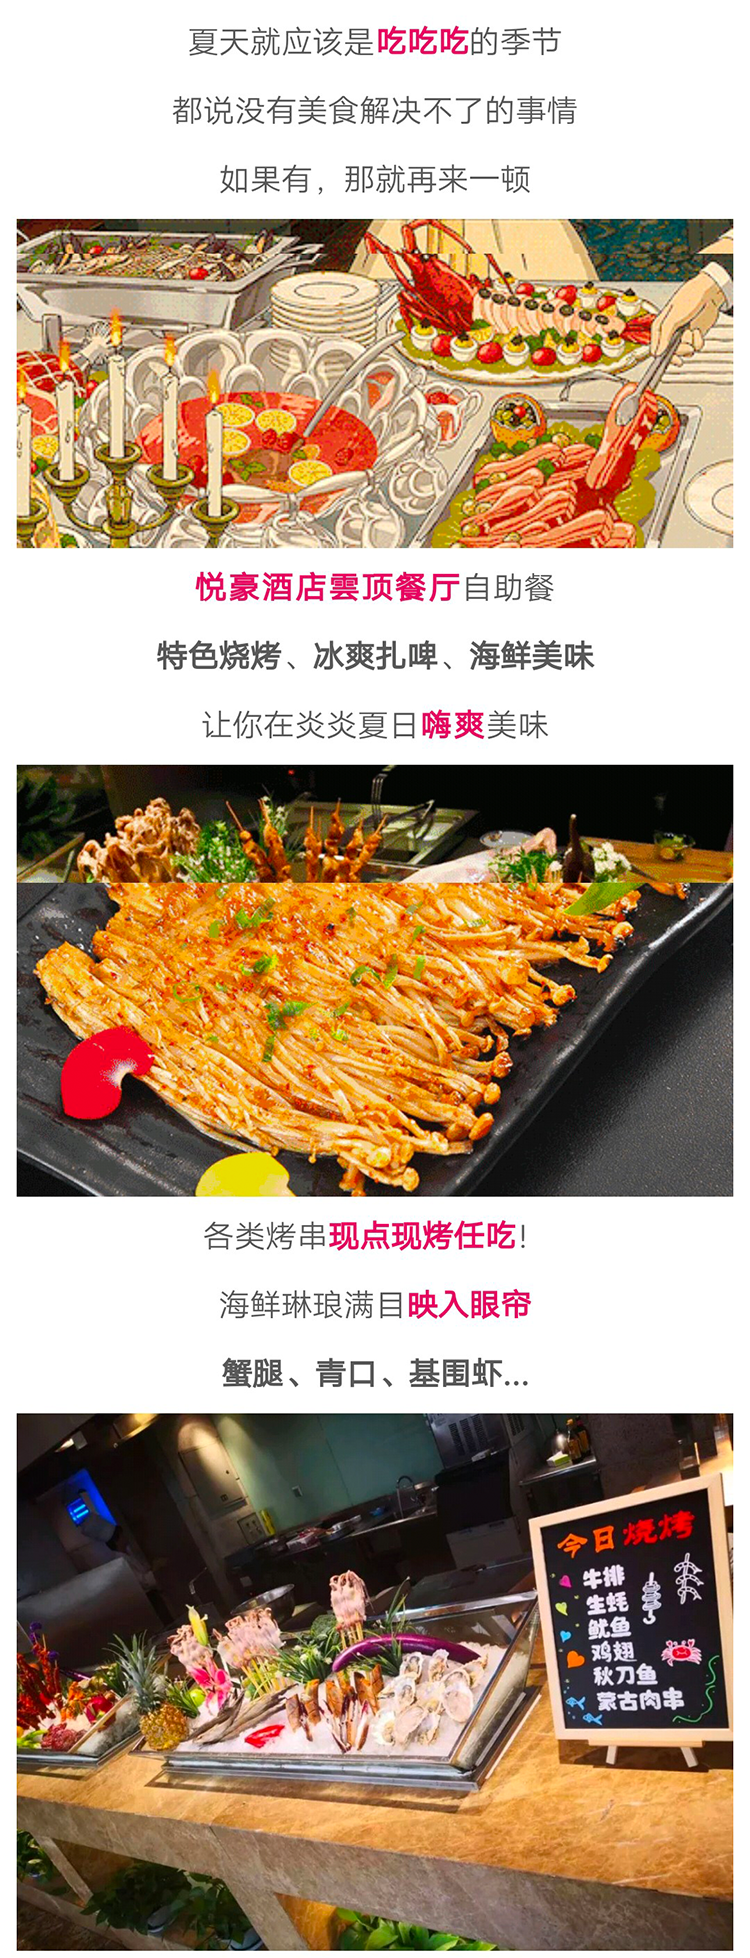 夏天就应该是吃吃吃的季节
都说没有美食解决不了的事情
如果有，那就再来一顿
悦豪酒店雲顶餐厅自助餐
特色烧烤、冰爽扎啤、海鲜美味
让你在炎炎夏日嗨爽美味
各类烤串现点现烤任吃!
海鲜琳琅满目映入眼帘
蟹腿、青口、基围虾...
今日烧烤
牛排
生蚝
鱿鱼
鸡翅
秋刀鱼
蒙古肉串